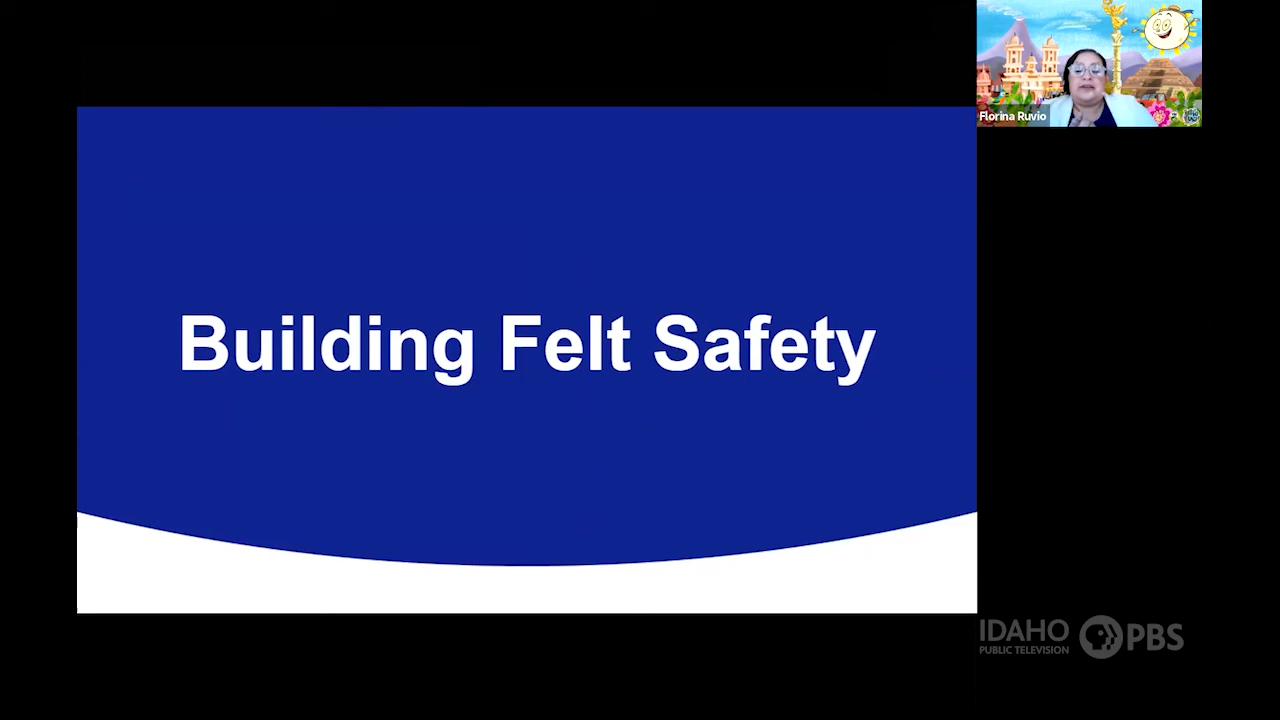 Florina Ruvio
Building Felt Safety
IDAHO
PUBLIC TELEVISION
PBS